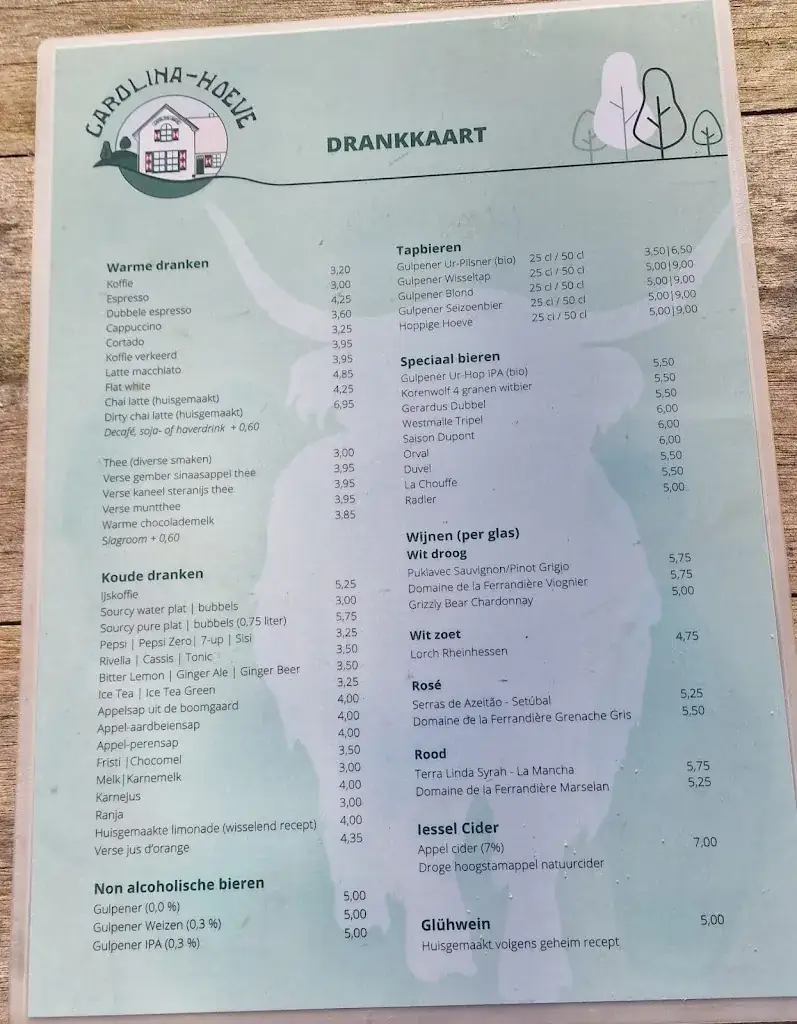 CAROLINA-HOEVE
DRANKKAART
Warme dranken
Koffie 3,20
Espresso 3,00
Dubbele espresso 4,25
Cappuccino 3,60
Cortado 3,25
Koffie verkeerd 3,95
Latte macchiato 3,95
Flat white 4,85
Chai latte (huisgemaakt) 4,25
Dirty chai latte (huisgemaakt) 6,95
Decafé, soja- of haverdrink + 0,60
Thee (diverse smaken) 3,00
Verse gember sinaasappel thee 3,95
Verse kaneel steranijs thee 3,95
Verse muntthee 3,95
Warme chocolademelk 3,85
Slagroom + 0,60
Koude dranken
IJskoffie 5,25
Sourcy water plat | bubbels 3,00
Sourcy pure plat | bubbels (0,75 liter) 5,75
Pepsi | Pepsi Zero| 7-up | Sisi 3,25
Rivella | Cassis | Tonic 3,50
Bitter Lemon | Ginger Ale | Ginger Beer 3,50
Ice Tea | Ice Tea Green 3,25
Appelsap uit de boomgaard 4,00
Appel-aardbeiensap 4,00
Appel-perensap 4,00
Fristi |Chocomel 3,50
Melk|Karnemelk 3,00
Karnejus 4,00
Ranja 3,00
Huisgemaakte limonade (wisselend recept) 4,00
Verse jus d'orange 4,35
Non alcoholische bieren
Gulpener (0,0 %) 5,00
Gulpener Weizen (0,3 %) 5,00
Gulpener IPA (0,3 %) 5,00
Tapbieren
Gulpener Ur-Pilsner (bio) 25 cl / 50 cl 3,50|6,50
Gulpener Wisseltap 25 cl / 50 cl 5,00|9,00
Gulpener Blond 25 cl / 50 cl 5,00|9,00
Gulpener Seizoenbier 25 cl / 50 cl 5,00|9,00
Hoppige Hoeve 25 cl / 50 cl 5,00|9,00
Speciaal bieren
Gulpener Ur-Hop IPA (bio) 5,50
Korenwolf 4 granen witbier 5,50
Gerardus Dubbel 5,50
Westmalle Tripel 6,00
Saison Dupont 6,00
Orval 6,00
Duvel 5,50
La Chouffe 5,50
Radler 5,00
Wijnen (per glas)
Wit droog
Puklavec Sauvignon/Pinot Grigio 5,75
Domaine de la Ferrandière Viognier 5,75
Grizzly Bear Chardonnay 5,00
Wit zoet
Lorch Rheinhessen 4,75
Rosé
Serras de Azeitão - Setúbal 5,25
Domaine de la Ferrandière Grenache Gris 5,50
Rood
Terra Linda Syrah - La Mancha 5,75
Domaine de la Ferrandière Marselan 5,25
Iessel Cider
Appel cider (7%) 7,00
Droge hoogstamappel natuurcider
Glühwein 5,00
Huisgemaakt volgens geheim recept